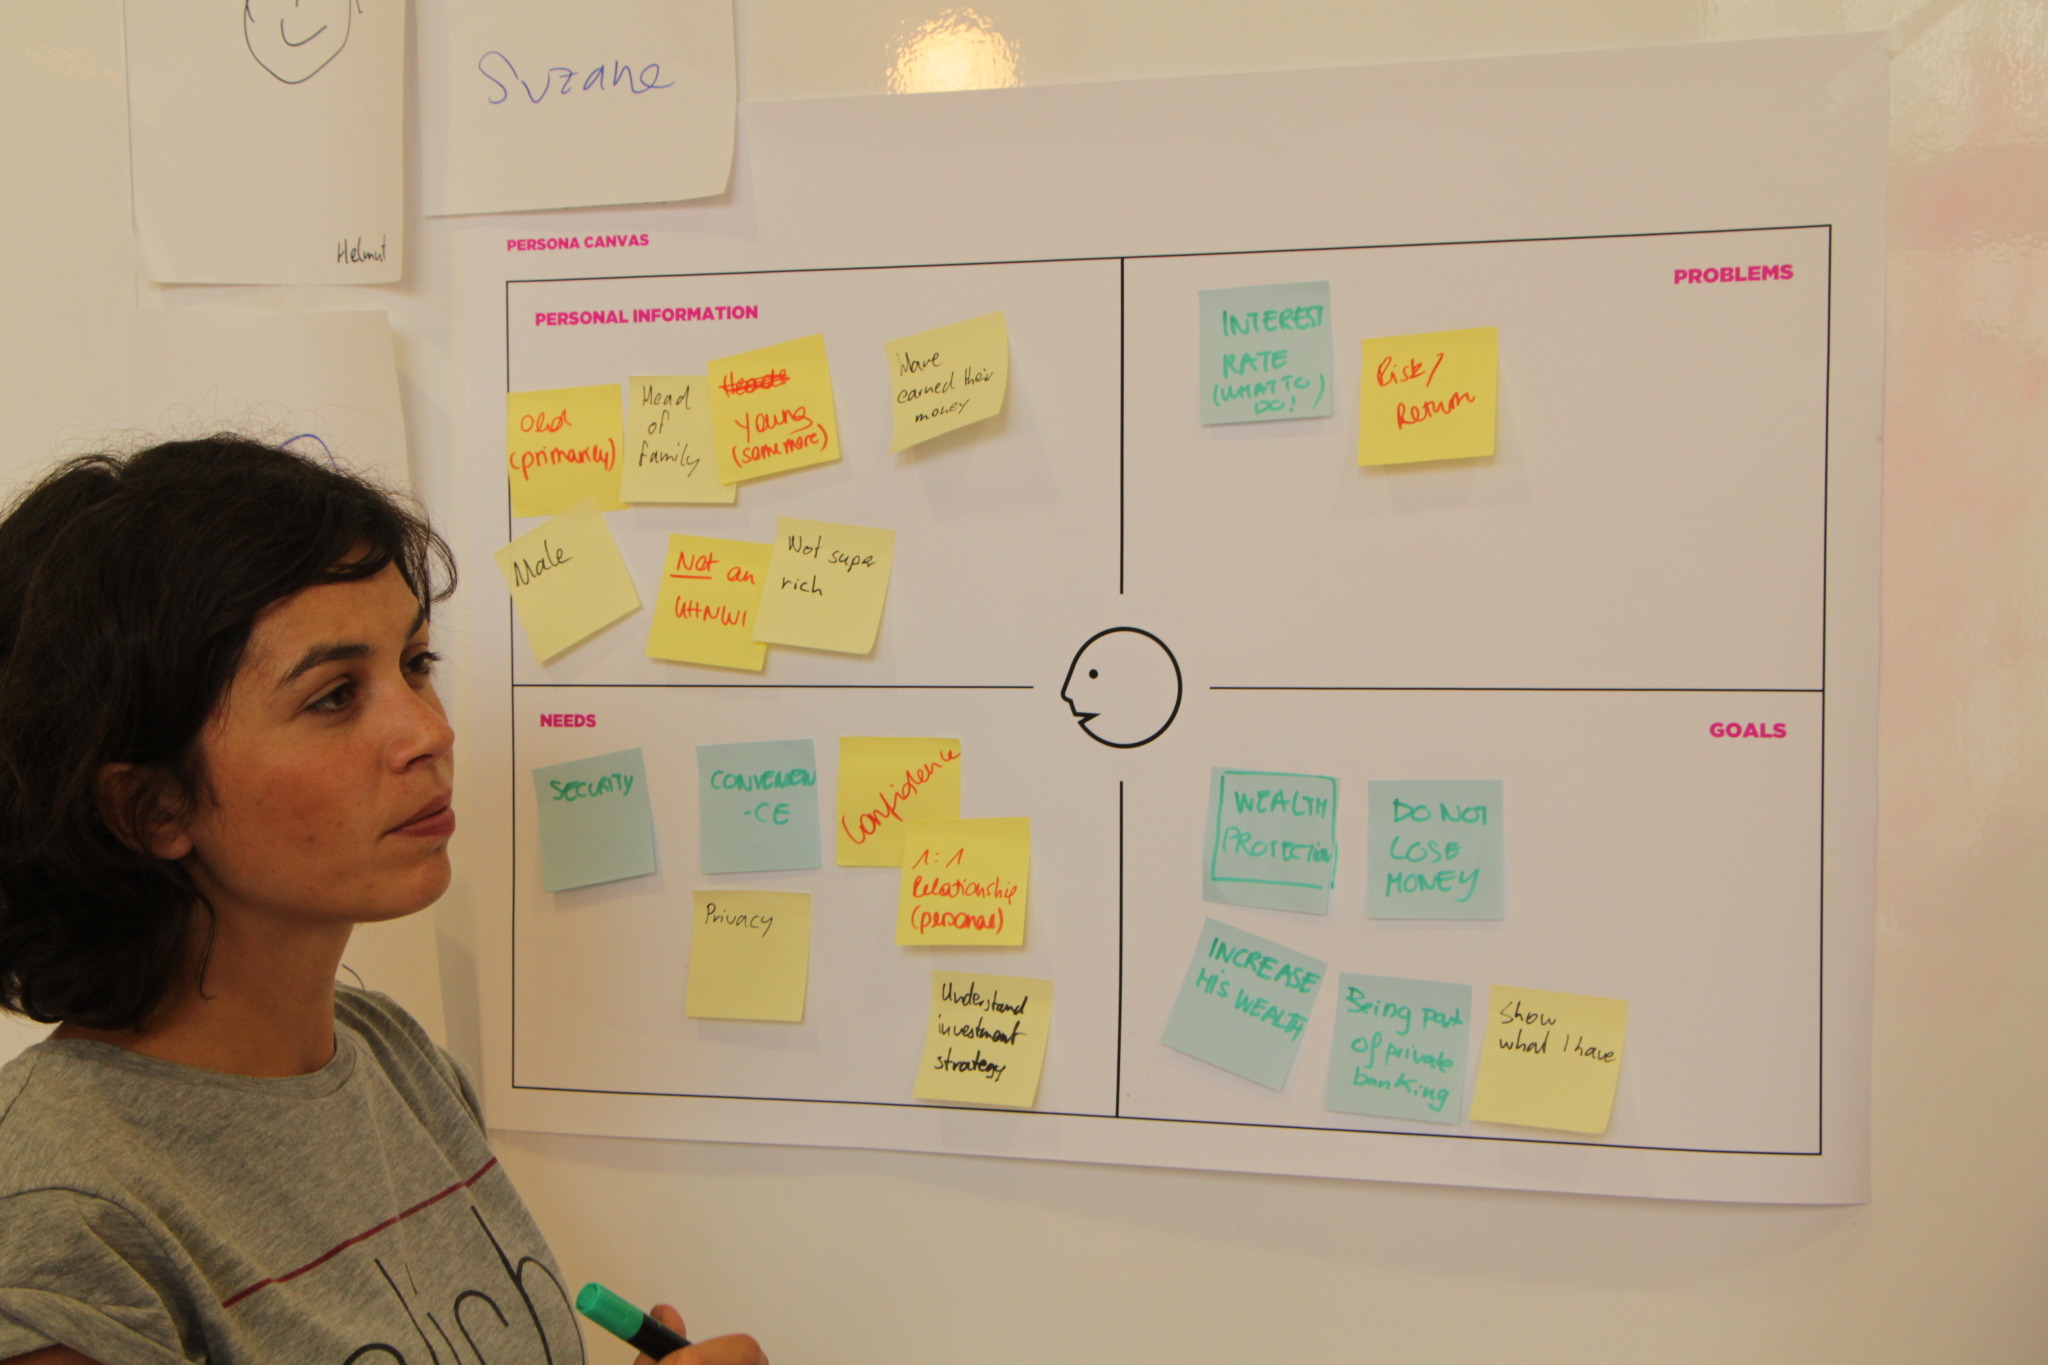 Suzane
Helmut
PERSONA CANVAS
PERSONAL INFORMATION
Old
(primarily)
Head
of
family
Heads
young
(some more)
Have
earned their
money
Male
Not an
UHNWI
Not super
rich
PROBLEMS
INTEREST
RATE
(WHAT TO
DO!)
Risk/
Return
NEEDS
SECURITY
CONVENIEN
-CE
Confidence
1:1
Relationship
(personal)
Privacy
Understand
investment
strategy
GOALS
WEALTH
PROTECTION
DO NOT
LOSE
MONEY
INCREASE
HIS WEALTH
Being part
of private
banking
Show
what I have